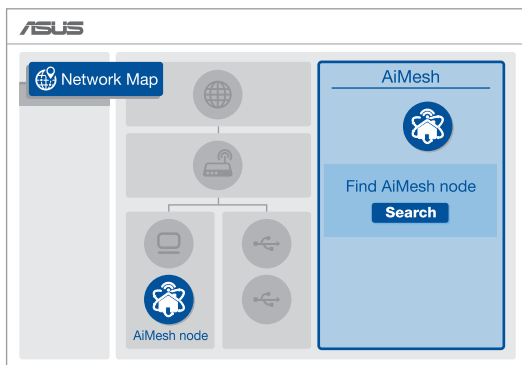 ASUS
Network Map
AiMesh node
AiMesh
Find AiMesh node
Search